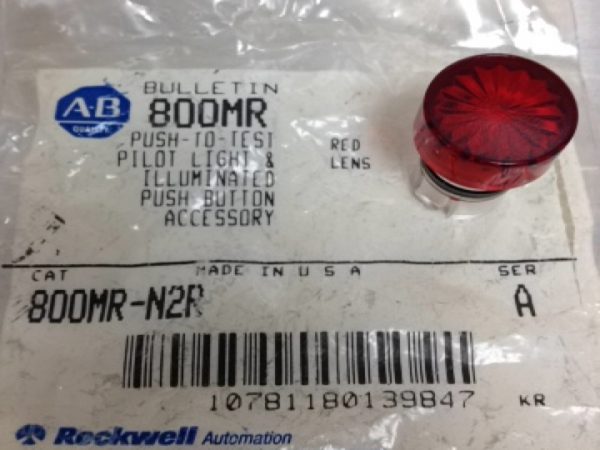 A-B
QUALITY
BULLETIN
800MR
PUSH-TO-TEST
PILOT LIGHT &
ILLUMINATED
PUSH BUTTON
ACCESSORY
RED
LENS
CAT MADE IN U S A SER
800MR-N2R A
10781180139847 KR
Rockwell Automation